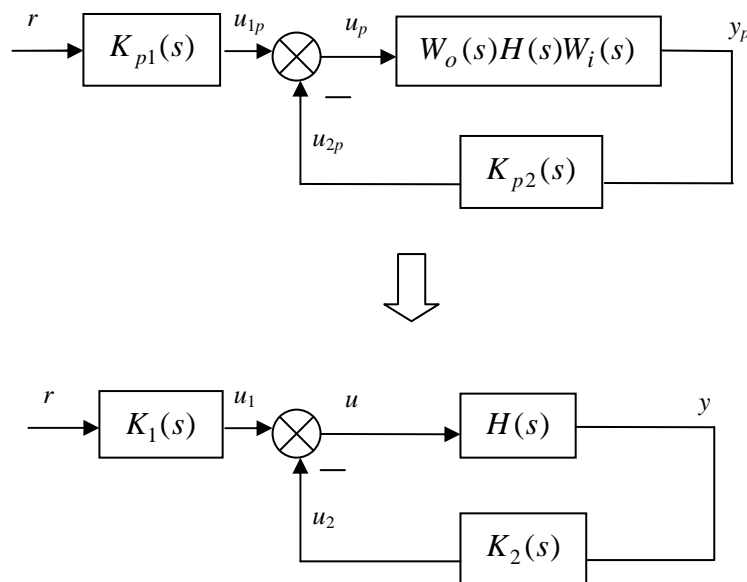 r
K_{p1}(s)
u_{1p}
u_p
W_o(s)H(s)W_i(s)
y_p
u_{2p}
K_{p2}(s)
r
K_1(s)
u_1
u
H(s)
y
u_2
K_2(s)